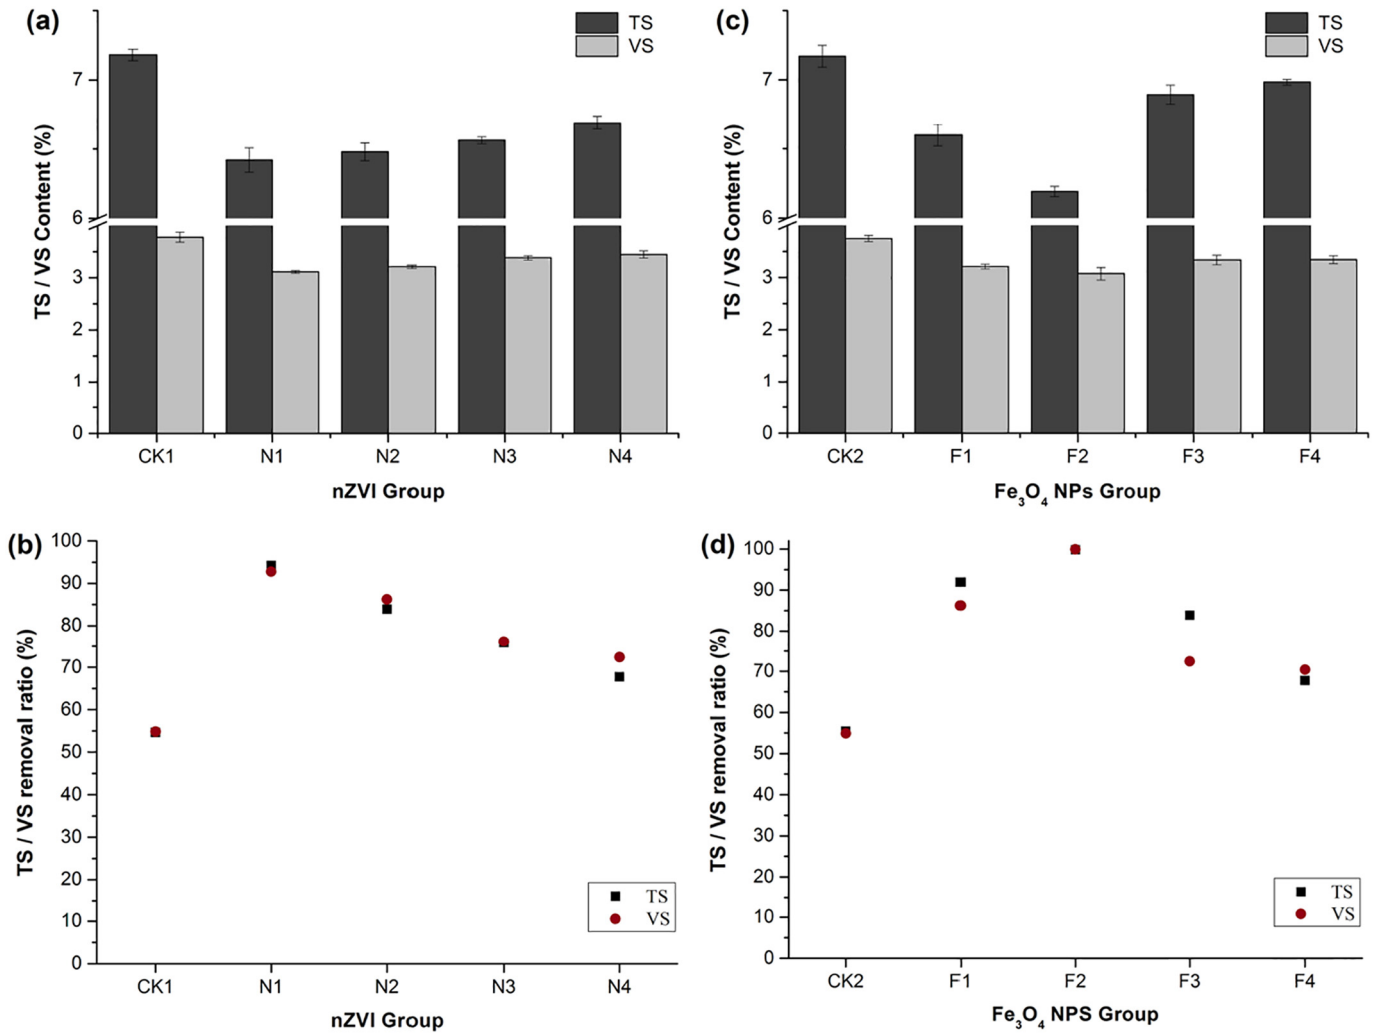 (a)
TS
VS
TS / VS Content (%)
7
6
3
2
1
0
CK1 N1 N2 N3 N4
nZVI Group
(c)
TS
VS
TS / VS Content (%)
7
6
3
2
1
0
CK2 F1 F2 F3 F4
Fe3O4 NPs Group
(b)
TS / VS removal ratio (%)
100
90
80
70
60
50
40
30
20
10
0
TS
VS
CK1 N1 N2 N3 N4
nZVI Group
(d)
TS / VS removal ratio (%)
100
90
80
70
60
50
40
30
20
10
0
TS
VS
CK2 F1 F2 F3 F4
Fe3O4 NPS Group